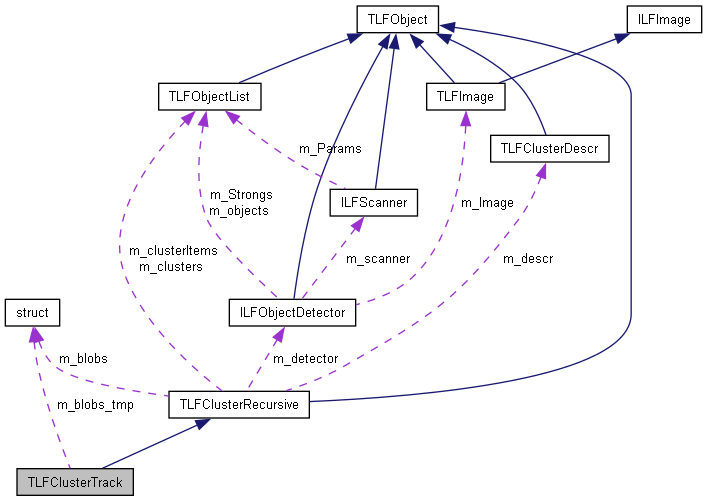 TLFObject
ILFImage
TLFObjectList
TLFImage
TLFClusterDescr
m_Params
m_Strongs
m_objects
ILFScanner
m_Image
m_clusterItems
m_clusters
m_scanner
m_descr
struct
ILFObjectDetector
m_blobs
m_detector
m_blobs_tmp
TLFClusterRecursive
TLFClusterTrack